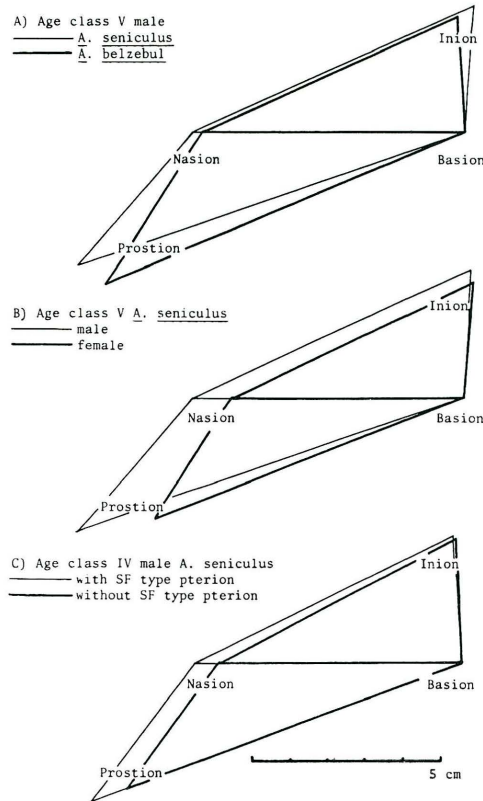 A) Age class V male
A. seniculus
A. belzebul
Inion
Nasion
Basion
Prostion
B) Age class V A. seniculus
male
female
Inion
Nasion
Basion
Prostion
C) Age class IV male A. seniculus
with SF type pterion
without SF type pterion
Inion
Nasion
Basion
Prostion
5 cm